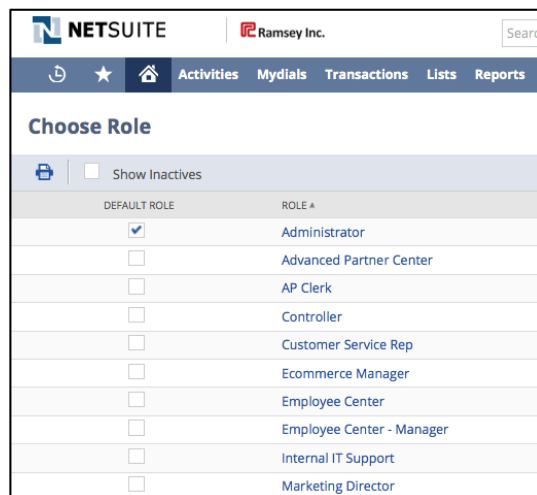 NETSUITE
Ramsey Inc.
Sear
Activities Mydials Transactions Lists Reports
Choose Role
Show Inactives
DEFAULT ROLE ROLE
Administrator
Advanced Partner Center
AP Clerk
Controller
Customer Service Rep
Ecommerce Manager
Employee Center
Employee Center - Manager
Internal IT Support
Marketing Director